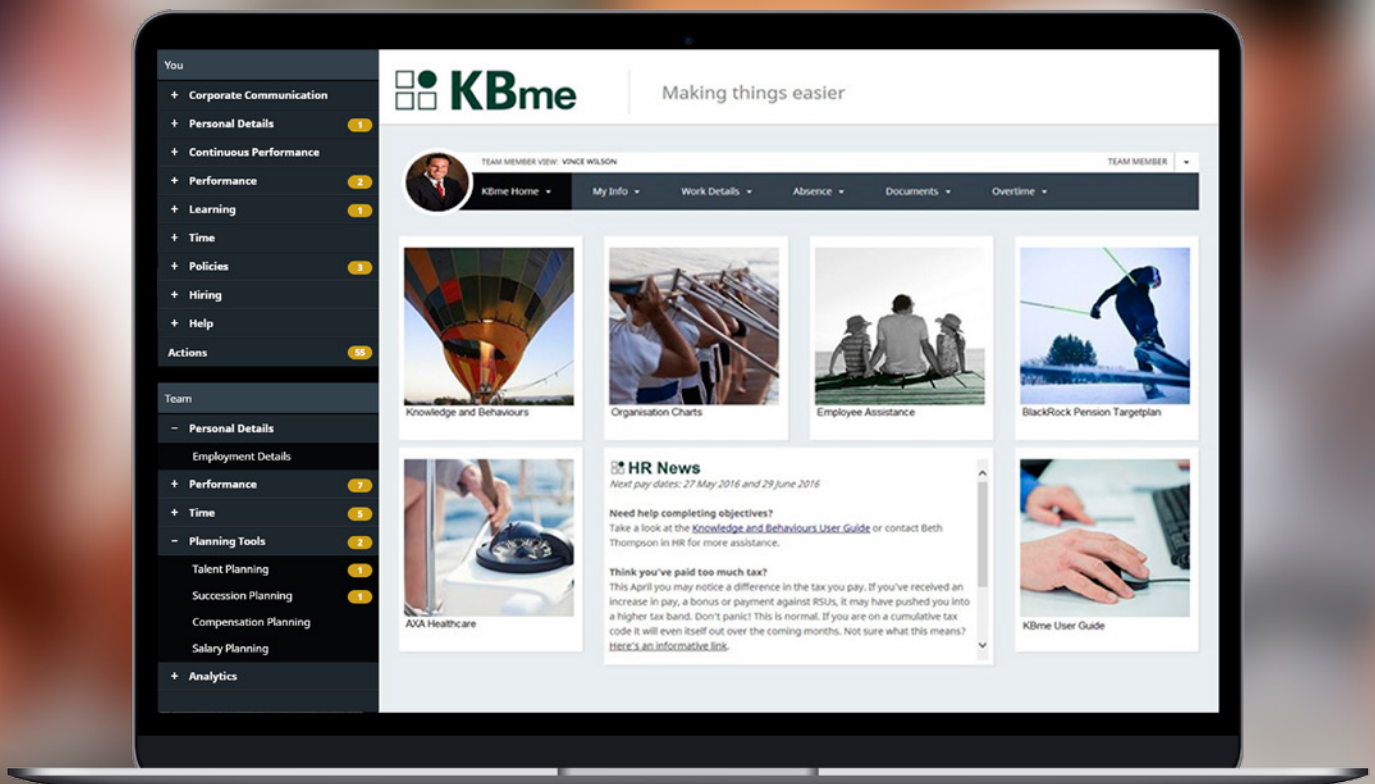 You
+ Corporate Communication
+ Personal Details 1
+ Continuous Performance
+ Performance 2
+ Learning 1
+ Time
+ Policies 3
+ Hiring
+ Help
Actions 55
Team
− Personal Details
Employment Details
+ Performance 7
+ Time 5
− Planning Tools 2
Talent Planning 1
Succession Planning 1
Compensation Planning
Salary Planning
+ Analytics
KBme
Making things easier
TEAM MEMBER VIEW: VINCE WILSON
TEAM MEMBER
KBme Home My Info Work Details Absence Documents Overtime
Knowledge and Behaviours
Organisation Charts
Employee Assistance
BlackRock Pension Targetplan
AXA Healthcare
HR News
Next pay dates: 27 May 2016 and 29 June 2016
Need help completing objectives?
Take a look at the Knowledge and Behaviours User Guide or contact Beth
Thompson in HR for more assistance.
Think you've paid too much tax?
This April you may notice a difference in the tax you pay. If you've received an
increase in pay, a bonus or payment against RSUs, it may have pushed you into
a higher tax band. Don't panic! This is normal. If you are on a cumulative tax
code it will even itself out over the coming months. Not sure what this means?
Here's an informative link.
KBme User Guide